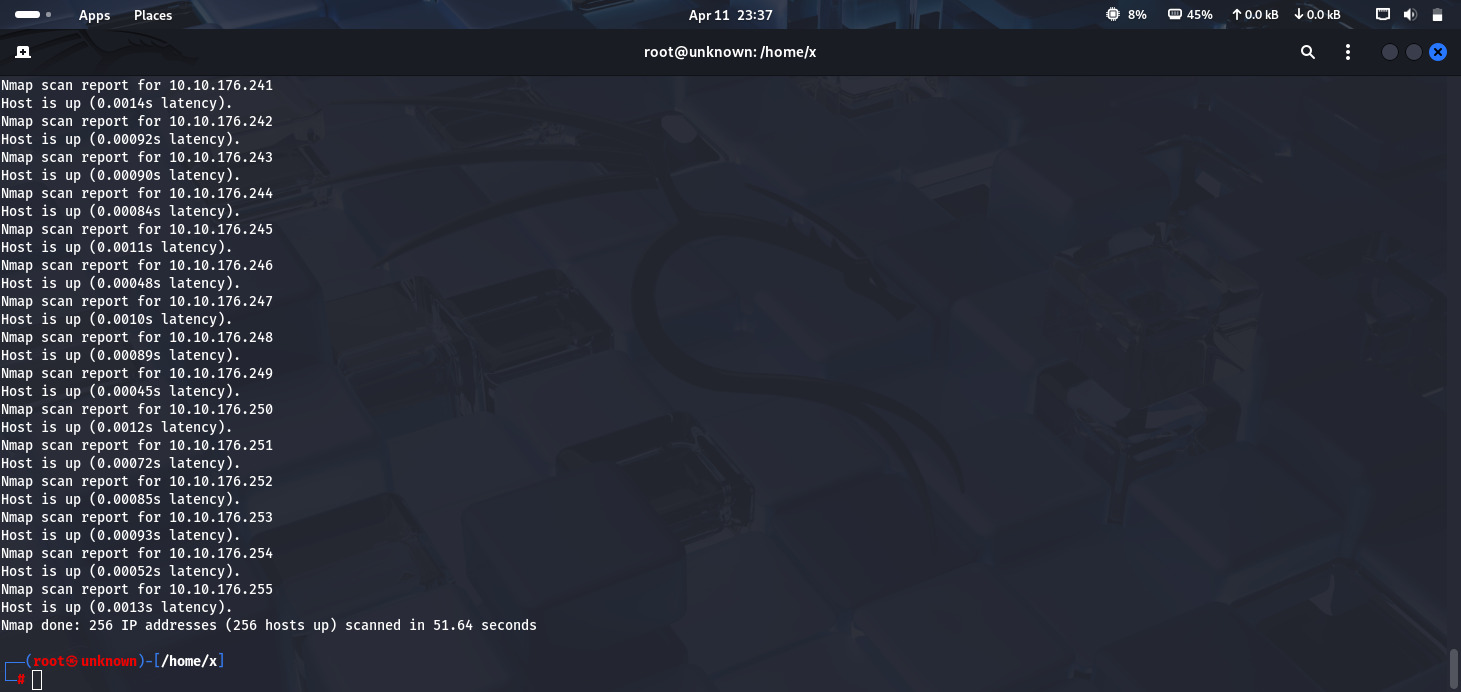 Apps Places Apr 11 23:37 8% 45% 0.0 kB 0.0 kB
root@unknown: /home/x
Nmap scan report for 10.10.176.241
Host is up (0.0014s latency).
Nmap scan report for 10.10.176.242
Host is up (0.00092s latency).
Nmap scan report for 10.10.176.243
Host is up (0.00090s latency).
Nmap scan report for 10.10.176.244
Host is up (0.00084s latency).
Nmap scan report for 10.10.176.245
Host is up (0.0011s latency).
Nmap scan report for 10.10.176.246
Host is up (0.00048s latency).
Nmap scan report for 10.10.176.247
Host is up (0.0010s latency).
Nmap scan report for 10.10.176.248
Host is up (0.00089s latency).
Nmap scan report for 10.10.176.249
Host is up (0.00045s latency).
Nmap scan report for 10.10.176.250
Host is up (0.0012s latency).
Nmap scan report for 10.10.176.251
Host is up (0.00072s latency).
Nmap scan report for 10.10.176.252
Host is up (0.00085s latency).
Nmap scan report for 10.10.176.253
Host is up (0.00093s latency).
Nmap scan report for 10.10.176.254
Host is up (0.00052s latency).
Nmap scan report for 10.10.176.255
Host is up (0.0013s latency).
Nmap done: 256 IP addresses (256 hosts up) scanned in 51.64 seconds
┌──(root㉿unknown)-[/home/x]
└─#